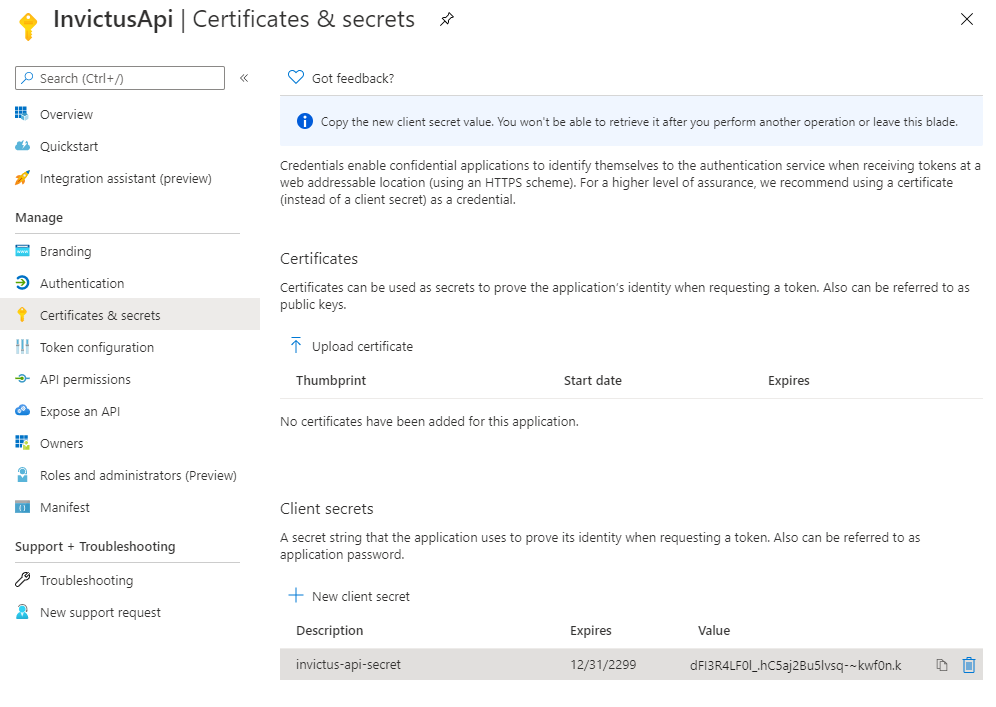 InvictusApi | Certificates & secrets
Search (Ctrl+/)
«
Overview
Quickstart
Integration assistant (preview)
Manage
Branding
Authentication
Certificates & secrets
Token configuration
API permissions
Expose an API
Owners
Roles and administrators (Preview)
Manifest
Support + Troubleshooting
Troubleshooting
New support request
Got feedback?
Copy the new client secret value. You won't be able to retrieve it after you perform another operation or leave this blade.
Credentials enable confidential applications to identify themselves to the authentication service when receiving tokens at a
web addressable location (using an HTTPS scheme). For a higher level of assurance, we recommend using a certificate
(instead of a client secret) as a credential.
Certificates
Certificates can be used as secrets to prove the application's identity when requesting a token. Also can be referred to as
public keys.
Upload certificate
Thumbprint Start date Expires
No certificates have been added for this application.
Client secrets
A secret string that the application uses to prove its identity when requesting a token. Also can be referred to as
application password.
New client secret
Description Expires Value
invictus-api-secret 12/31/2299 dFI3R4LF0l_.hC5aj2Bu5lvsq-~kwf0n.k